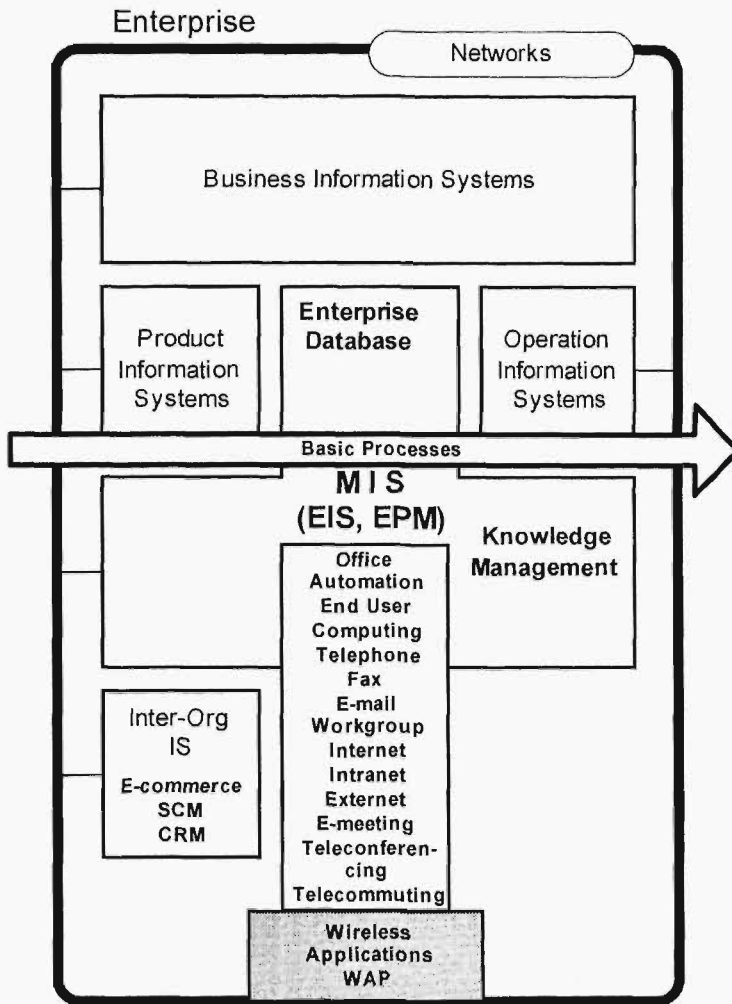 Enterprise
Networks
Business Information Systems
Product
Information
Systems
Enterprise
Database
Operation
Information
Systems
Basic Processes
M I S
(EIS, EPM)
Knowledge
Management
Office
Automation
End User
Computing
Telephone
Fax
E-mail
Workgroup
Internet
Intranet
Externet
E-meeting
Teleconferen-
cing
Telecommuting
Inter-Org
IS
E-commerce
SCM
CRM
Wireless
Applications
WAP